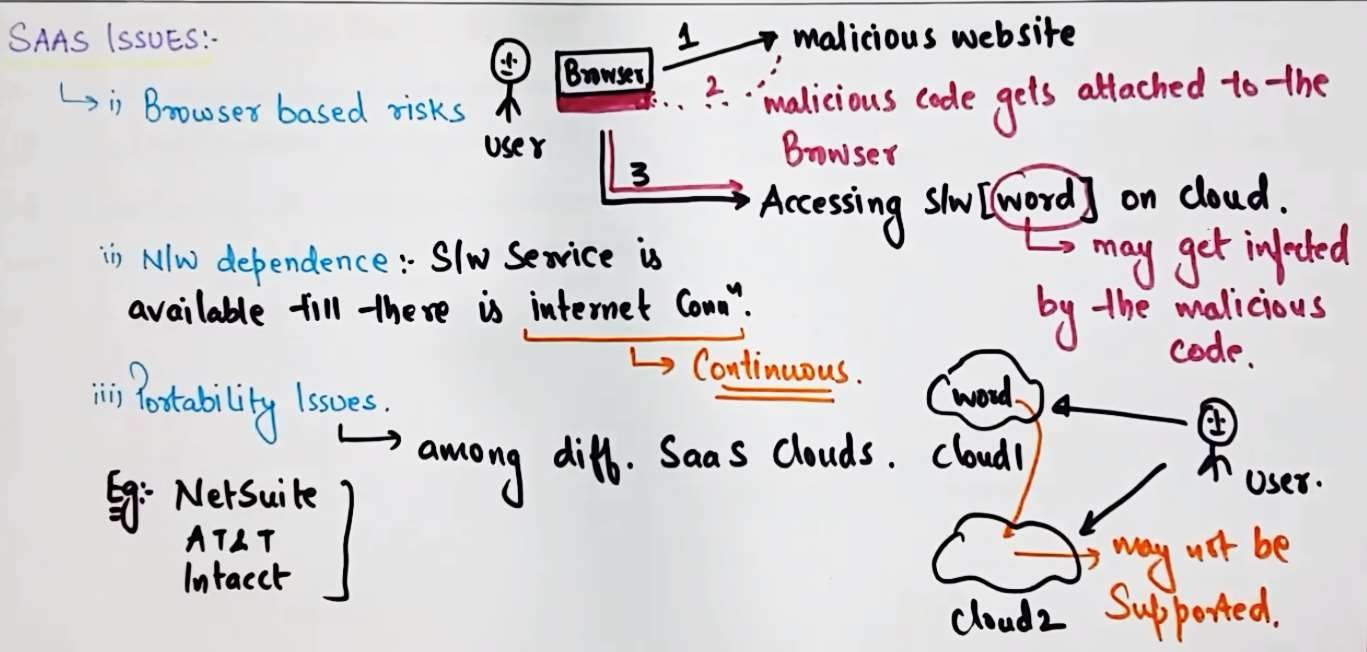 SAAS ISSUES:-
i) Browser based risks
user
Browser
1
malicious website
2
malicious code gets attached to the
Browser
3
Accessing S/w [word] on cloud.
may get infected
by the malicious
code.
ii) N/W dependence:- S/W Service is
available till there is internet Connⁿ.
Continuous.
iii) Portability Issues.
among diff. SaaS Clouds.
Eg:- NetSuite
AT&T
Intacct
word
Cloud1
User.
Cloud2
may not be
Supported.